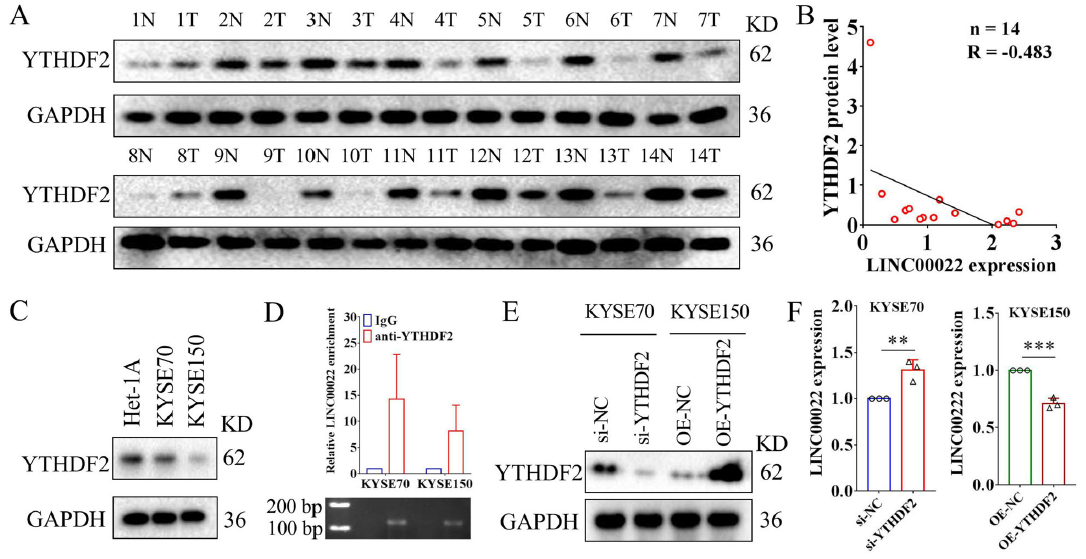 A
1N 1T 2N 2T 3N 3T 4N 4T 5N 5T 6N 6T 7N 7T KD
YTHDF2 62
GAPDH 36
8N 8T 9N 9T 10N 10T 11N 11T 12N 12T 13N 13T 14N 14T
YTHDF2 62
GAPDH 36
B
n = 14
R = -0.483
YTHDF2 protein level
5
4
3
2
1
0
0 1 2 3
LINC00022 expression
C
Het-1A KYSE70 KYSE150 KD
YTHDF2 62
GAPDH 36
D
IgG
anti-YTHDF2
Relative LINC00022 enrichment
30
25
20
15
10
5
0
KYSE70 KYSE150
200 bp
100 bp
E
KYSE70 KYSE150
si-NC si-YTHDF2 OE-NC OE-YTHDF2 KD
YTHDF2 62
GAPDH 36
F
KYSE70
LINC00022 expression
2.0
1.5
1.0
0.5
0.0
**
si-NC
si-YTHDF2
KYSE150
LINC00222 expression
1.5
1.0
0.5
0.0
***
OE-NC
OE-YTHDF2